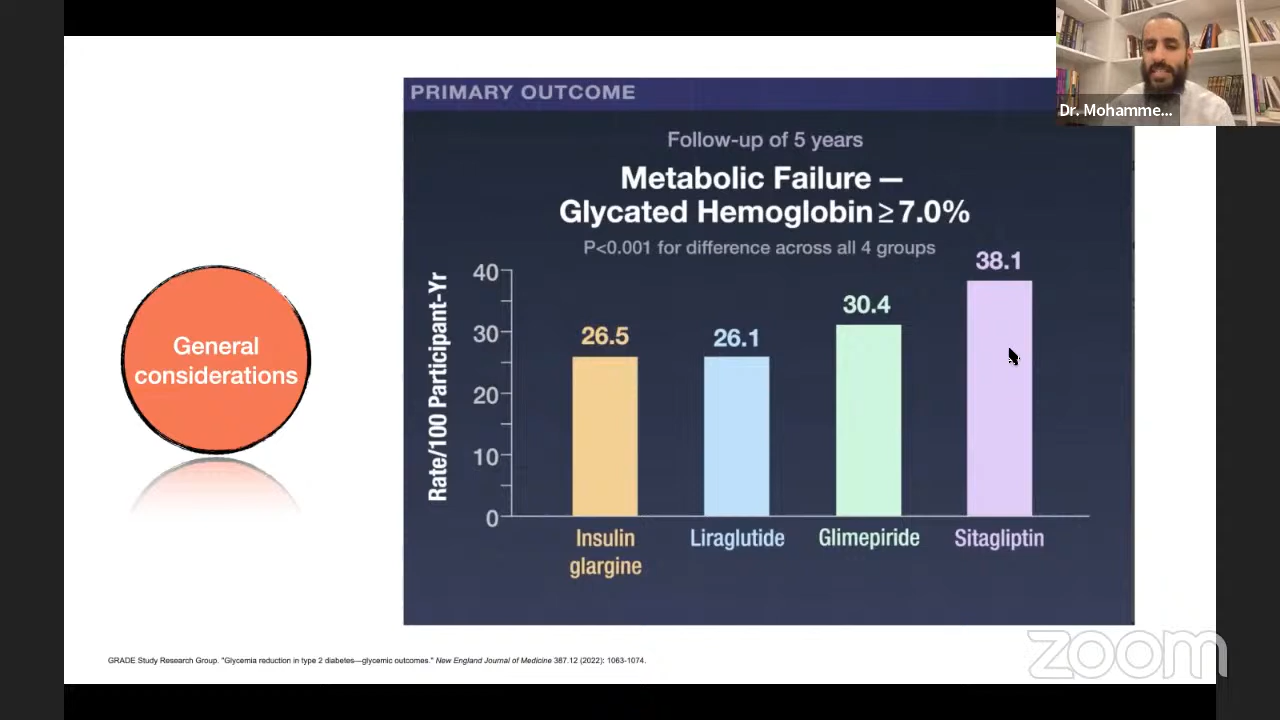 Dr. Mohamme...
PRIMARY OUTCOME
Follow-up of 5 years
Metabolic Failure —
Glycated Hemoglobin ≥ 7.0%
P<0.001 for difference across all 4 groups
General
considerations
Rate/100 Participant-Yr
40
30
20
10
0
26.5
26.1
30.4
38.1
Insulin
glargine
Liraglutide
Glimepiride
Sitagliptin
GRADE Study Research Group. "Glycemia reduction in type 2 diabetes—glycemic outcomes." New England Journal of Medicine 387.12 (2022): 1063-1074.
zoom